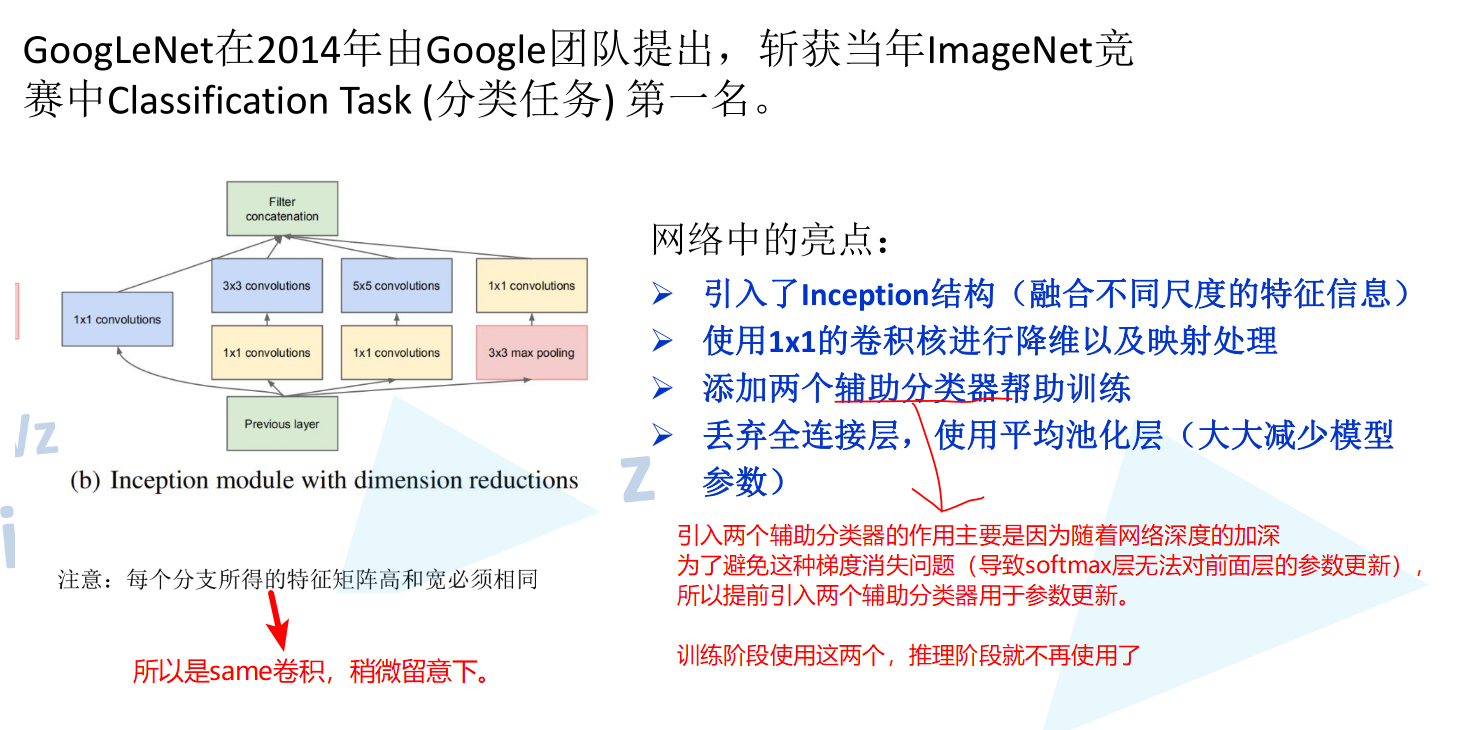 GoogLeNet在2014年由Google团队提出，斩获当年ImageNet竞
赛中Classification Task (分类任务) 第一名。
Filter
concatenation
3x3 convolutions
5x5 convolutions
1x1 convolutions
1x1 convolutions
1x1 convolutions
1x1 convolutions
3x3 max pooling
Previous layer
(b) Inception module with dimension reductions
注意：每个分支所得的特征矩阵高和宽必须相同
所以是same卷积，稍微留意下。
网络中的亮点：
➢ 引入了Inception结构（融合不同尺度的特征信息）
➢ 使用1x1的卷积核进行降维以及映射处理
➢ 添加两个辅助分类器帮助训练
➢ 丢弃全连接层，使用平均池化层（大大减少模型
参数）
引入两个辅助分类器的作用主要是因为随着网络深度的加深
为了避免这种梯度消失问题（导致softmax层无法对前面层的参数更新），
所以提前引入两个辅助分类器用于参数更新。
训练阶段使用这两个，推理阶段就不再使用了